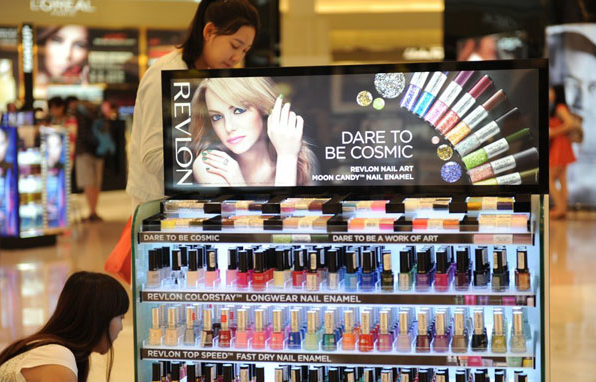 L'OREAL
REVLON
DARE TO
BE COSMIC
REVLON NAIL ART
MOON CANDY™ NAIL ENAMEL
DARE TO BE COSMIC
DARE TO BE A WORK OF ART
REVLON COLORSTAY™ LONGWEAR NAIL ENAMEL
REVLON TOP SPEED™ FAST DRY NAIL ENAMEL